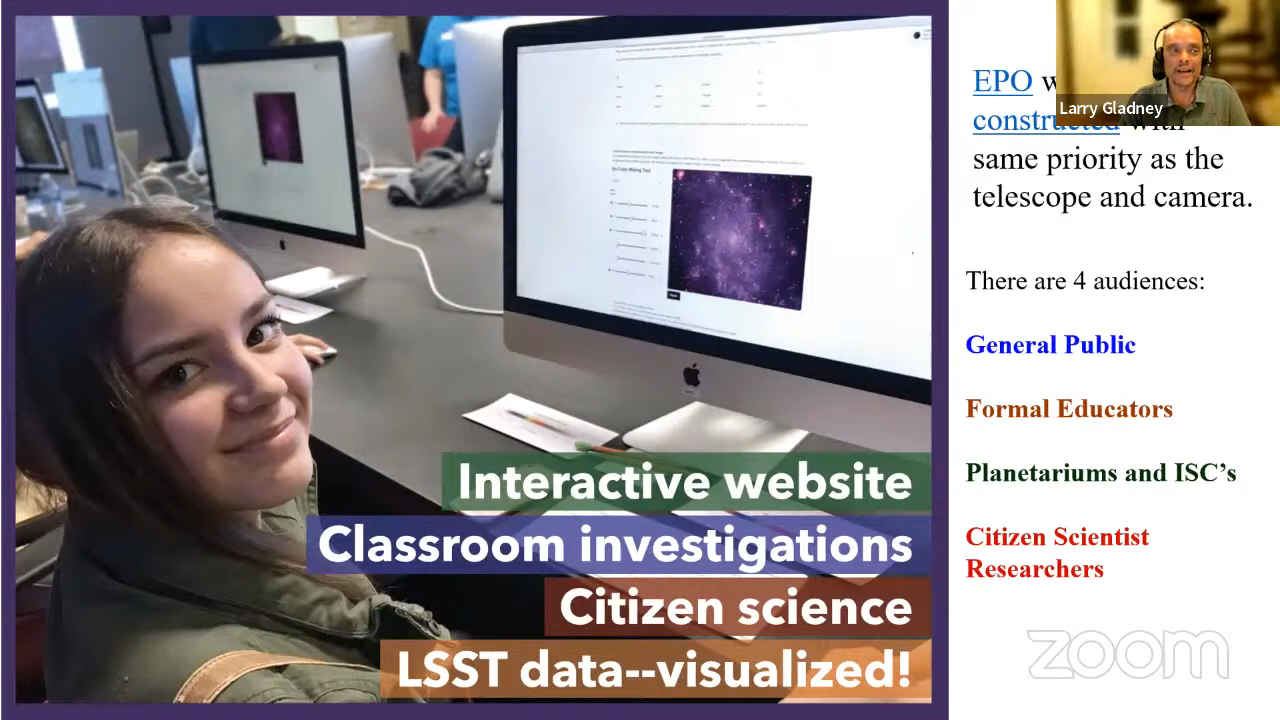 EPO
Larry Gladney
constructed with
same priority as the
telescope and camera.
There are 4 audiences:
General Public
Formal Educators
Planetariums and ISC’s
Citizen Scientist
Researchers
Interactive website
Classroom investigations
Citizen science
LSST data--visualized!
zoom